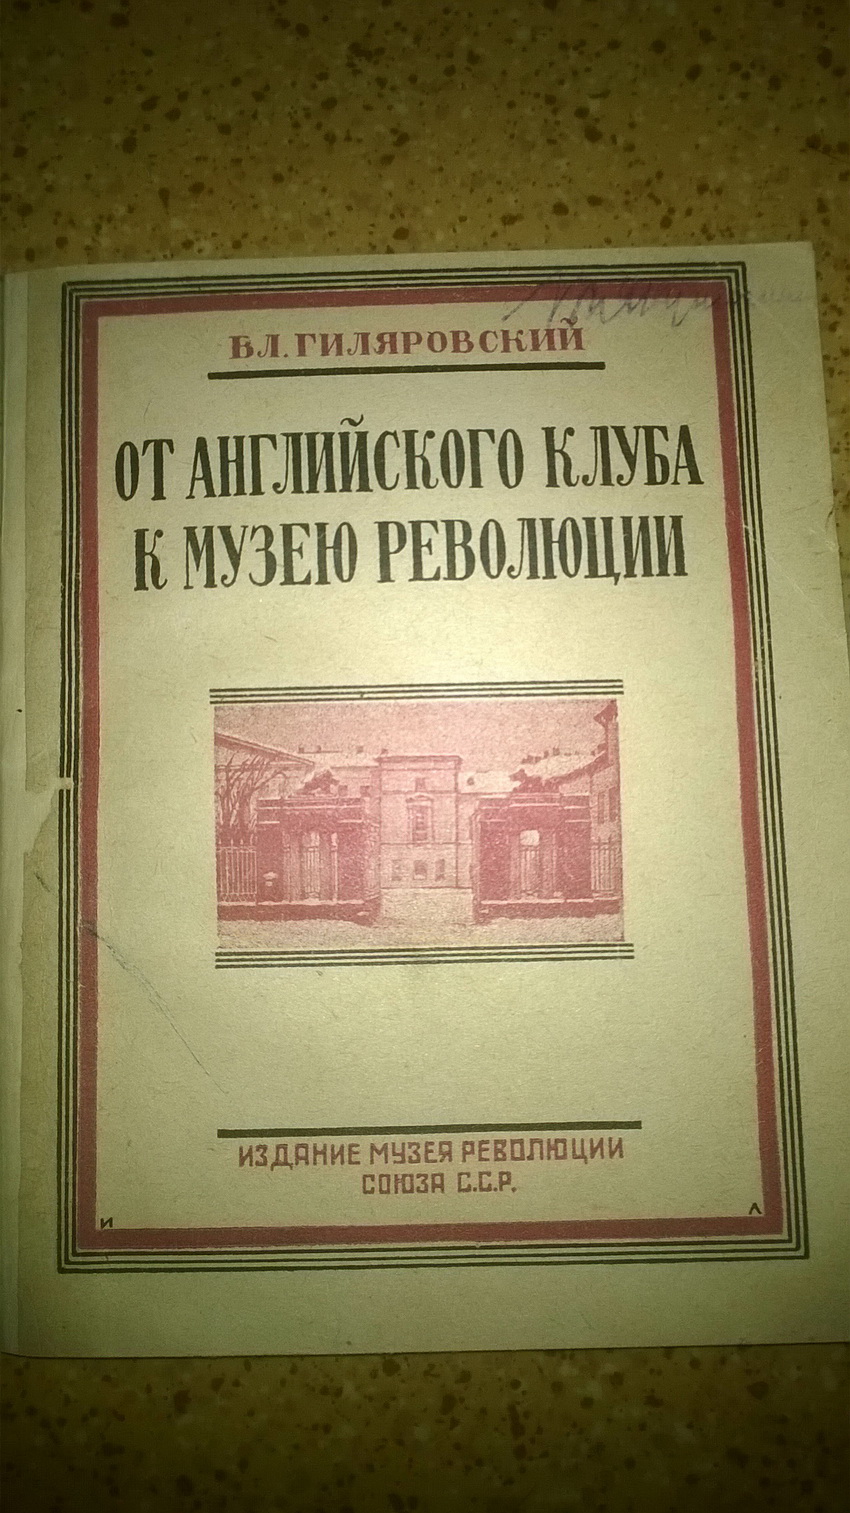 ВЛ. ГИЛЯРОВСКИЙ
ОТ АНГЛИЙСКОГО КЛУБА
К МУЗЕЮ РЕВОЛЮЦИИ
ИЗДАНИЕ МУЗЕЯ РЕВОЛЮЦИИ
СОЮЗА С.С.Р.
И Л